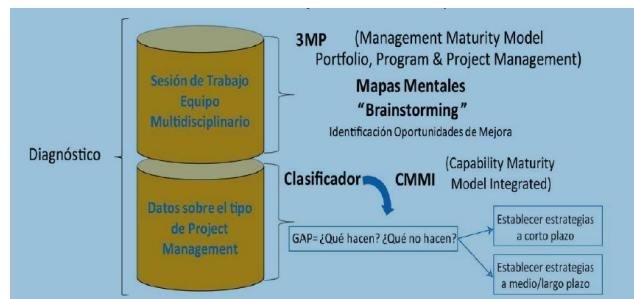 Diagnóstico
Sesión de Trabajo
Equipo
Multidisciplinario
3MP (Management Maturity Model
Portfolio, Program & Project Management)
Mapas Mentales
“Brainstorming”
Identificación Oportunidades de Mejora
Datos sobre el tipo
de Project
Management
Clasificador
CMMI (Capability Maturity
Model Integrated)
GAP= ¿Qué hacen? ¿Qué no hacen?
Establecer estrategias
a corto plazo
Establecer estrategias
a medio/largo plazo